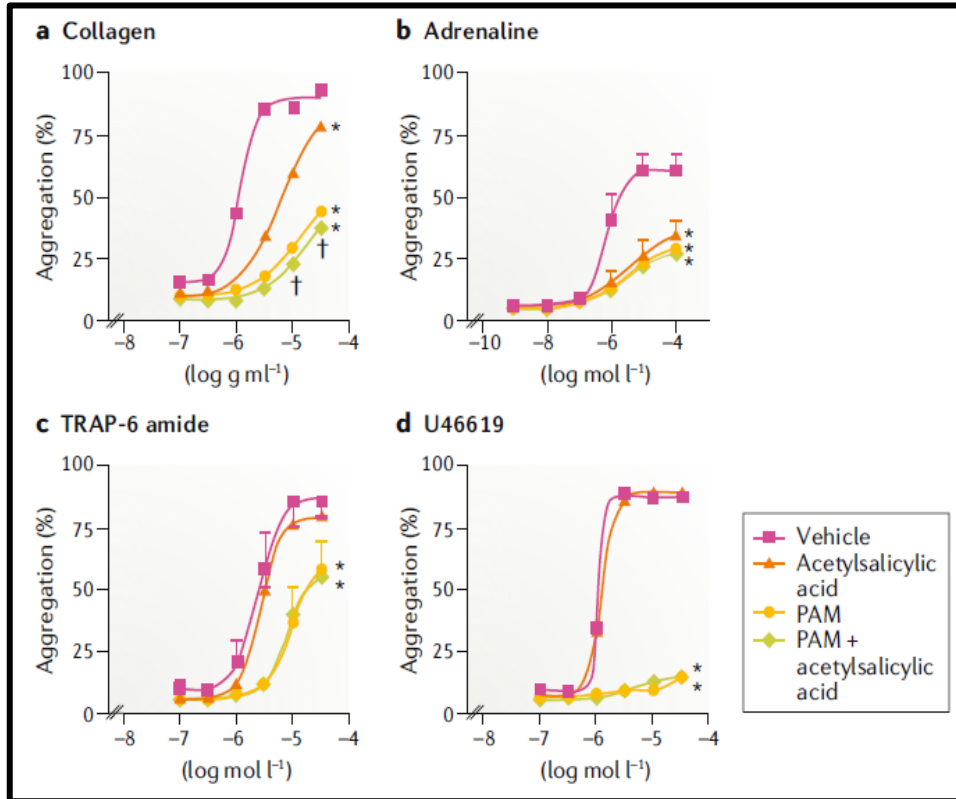 a Collagen
b Adrenaline
Aggregation (%)
100
75
50
25
0
-8
-7
-6
-5
-4
(log g ml⁻¹)
*
*
*
†
†
Aggregation (%)
100
75
50
25
0
-10
-8
-6
-4
(log mol l⁻¹)
*
*
*
c TRAP-6 amide
d U46619
Aggregation (%)
100
75
50
25
0
-8
-7
-6
-5
-4
(log mol l⁻¹)
*
*
Aggregation (%)
100
75
50
25
0
-8
-7
-6
-5
-4
(log mol l⁻¹)
*
*
Vehicle
Acetylsalicylic
acid
PAM
PAM +
acetylsalicylic
acid